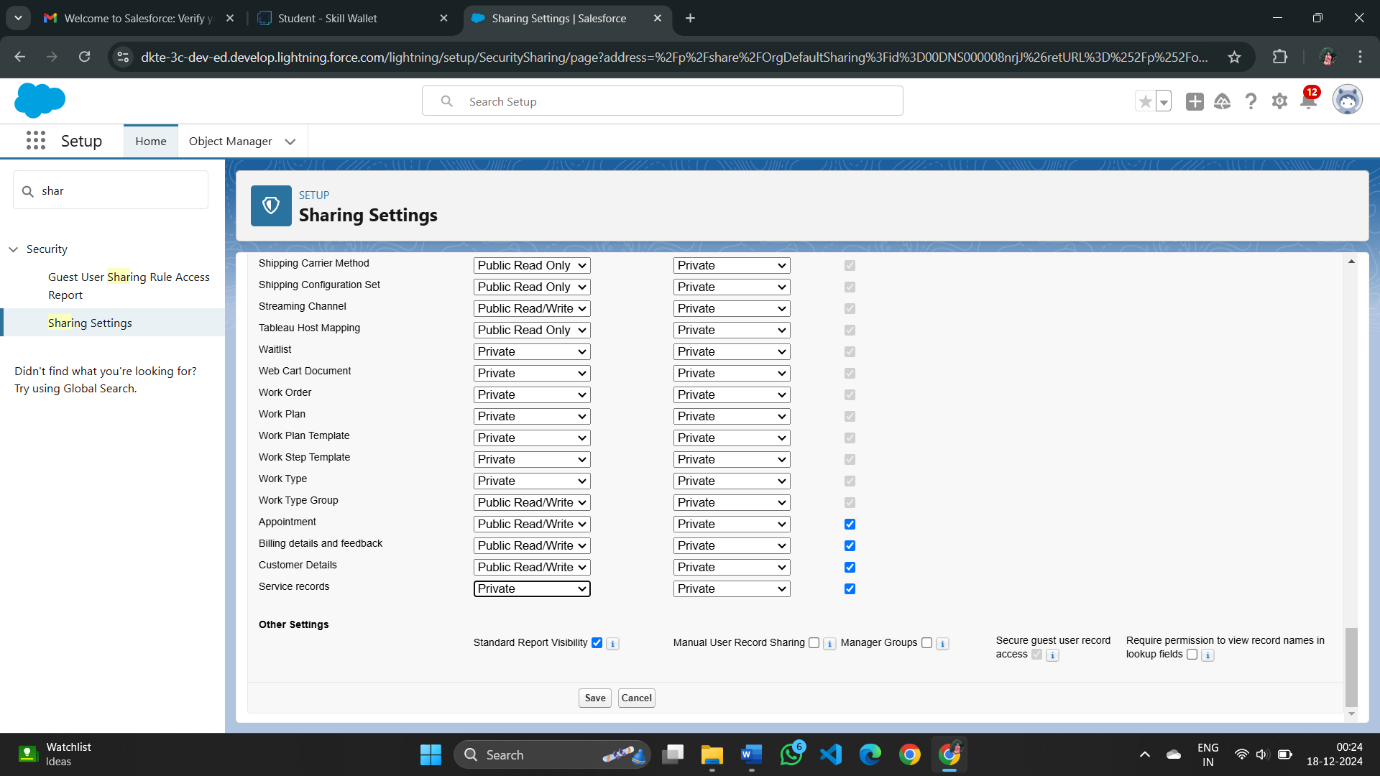 Welcome to Salesforce: Verify y
Student - Skill Wallet
Sharing Settings | Salesforce
dkte-3c-dev-ed.develop.lightning.force.com/lightning/setup/SecuritySharing/page?address=%2Fp%2Fshare%2FOrgDefaultSharing%3Fid%3D00DNS000008nrjJ%26retURL%3D%252Fp%252Fo...
Search Setup
12
Setup
Home
Object Manager
shar
Security
Guest User Sharing Rule Access
Report
Sharing Settings
Didn't find what you're looking for?
Try using Global Search.
SETUP
Sharing Settings
Shipping Carrier Method Public Read Only Private
Shipping Configuration Set Public Read Only Private
Streaming Channel Public Read/Write Private
Tableau Host Mapping Public Read Only Private
Waitlist Private Private
Web Cart Document Private Private
Work Order Private Private
Work Plan Private Private
Work Plan Template Private Private
Work Step Template Private Private
Work Type Private Private
Work Type Group Public Read/Write Private
Appointment Public Read/Write Private
Billing details and feedback Public Read/Write Private
Customer Details Public Read/Write Private
Service records Private Private
Other Settings
Standard Report Visibility i Manual User Record Sharing i Manager Groups i
Secure guest user record
access i
Require permission to view record names in
lookup fields i
Save Cancel
Watchlist
Ideas
Search
6
ENG
IN
00:24
18-12-2024